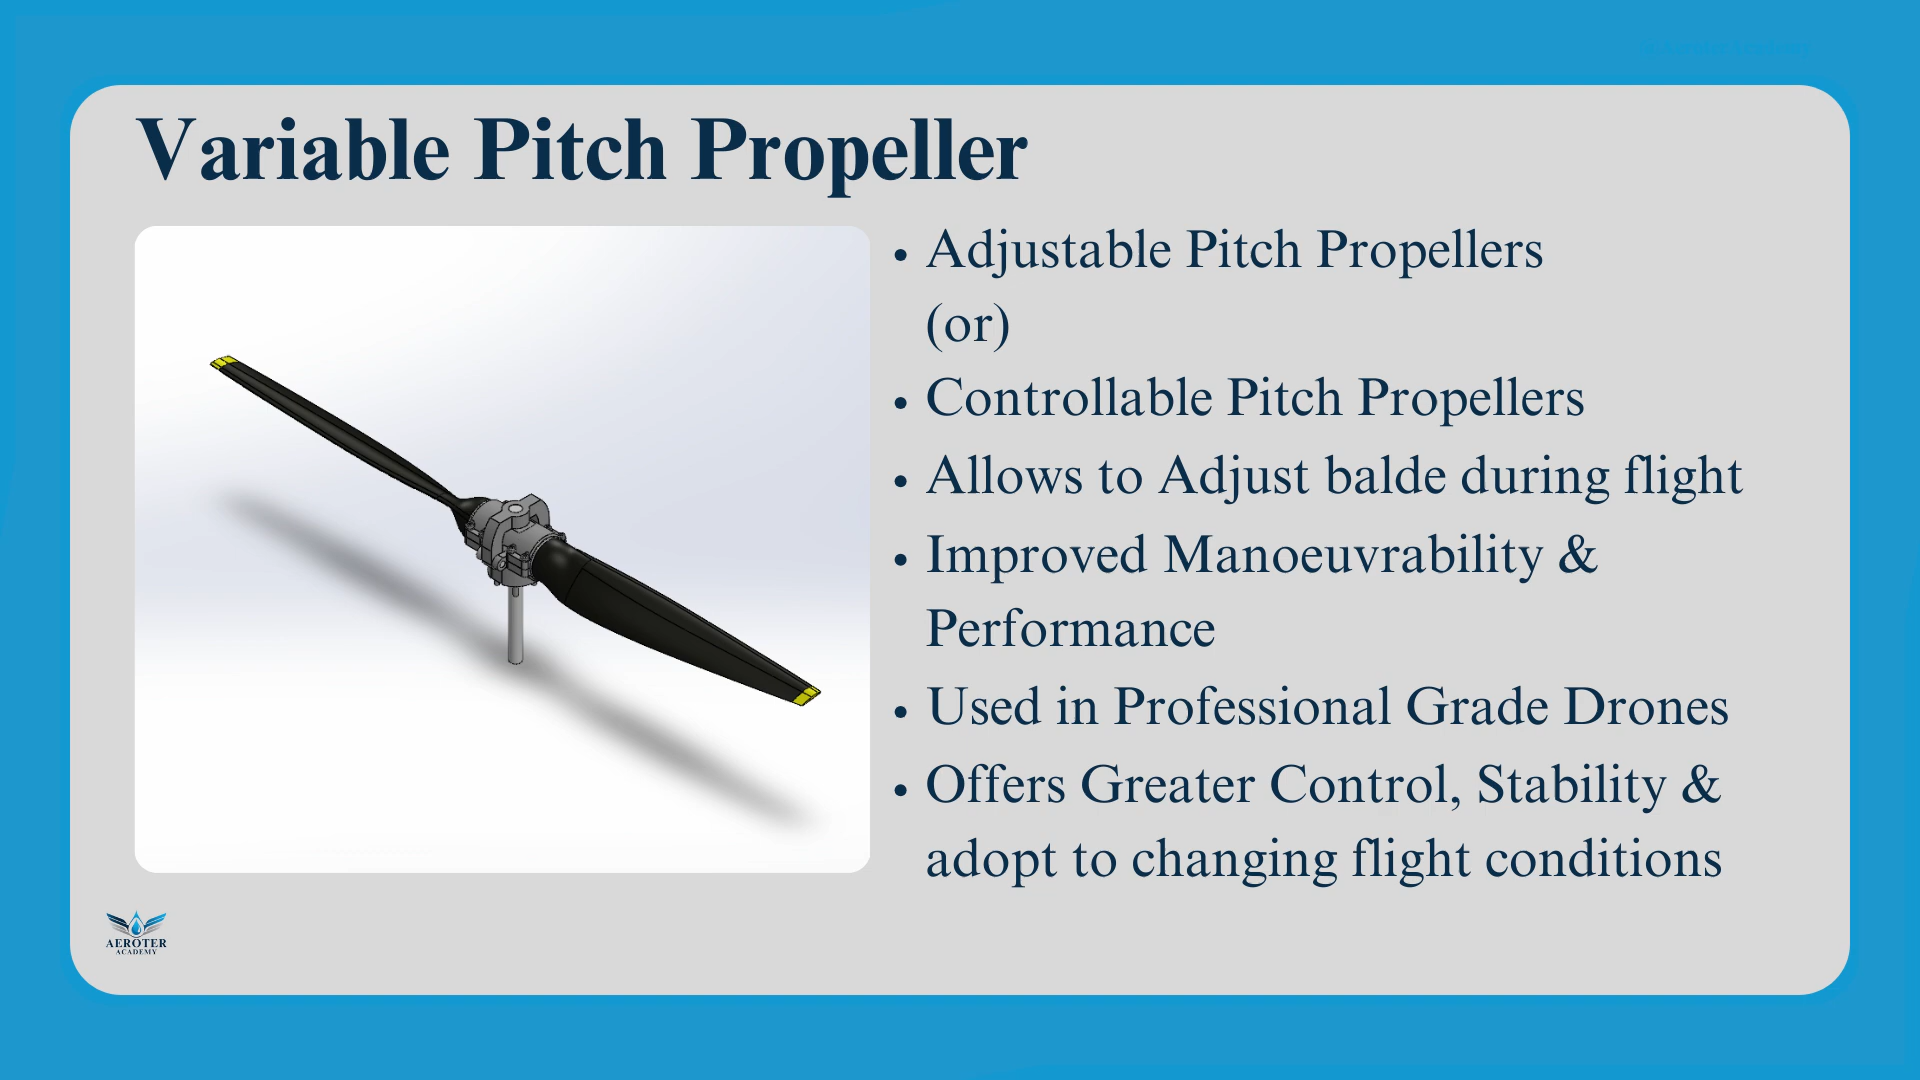 Variable Pitch Propeller
• Adjustable Pitch Propellers
(or)
• Controllable Pitch Propellers
• Allows to Adjust balde during flight
• Improved Manoeuvrability &
Performance
• Used in Professional Grade Drones
• Offers Greater Control, Stability &
adopt to changing flight conditions
AEROTER
ACADEMY